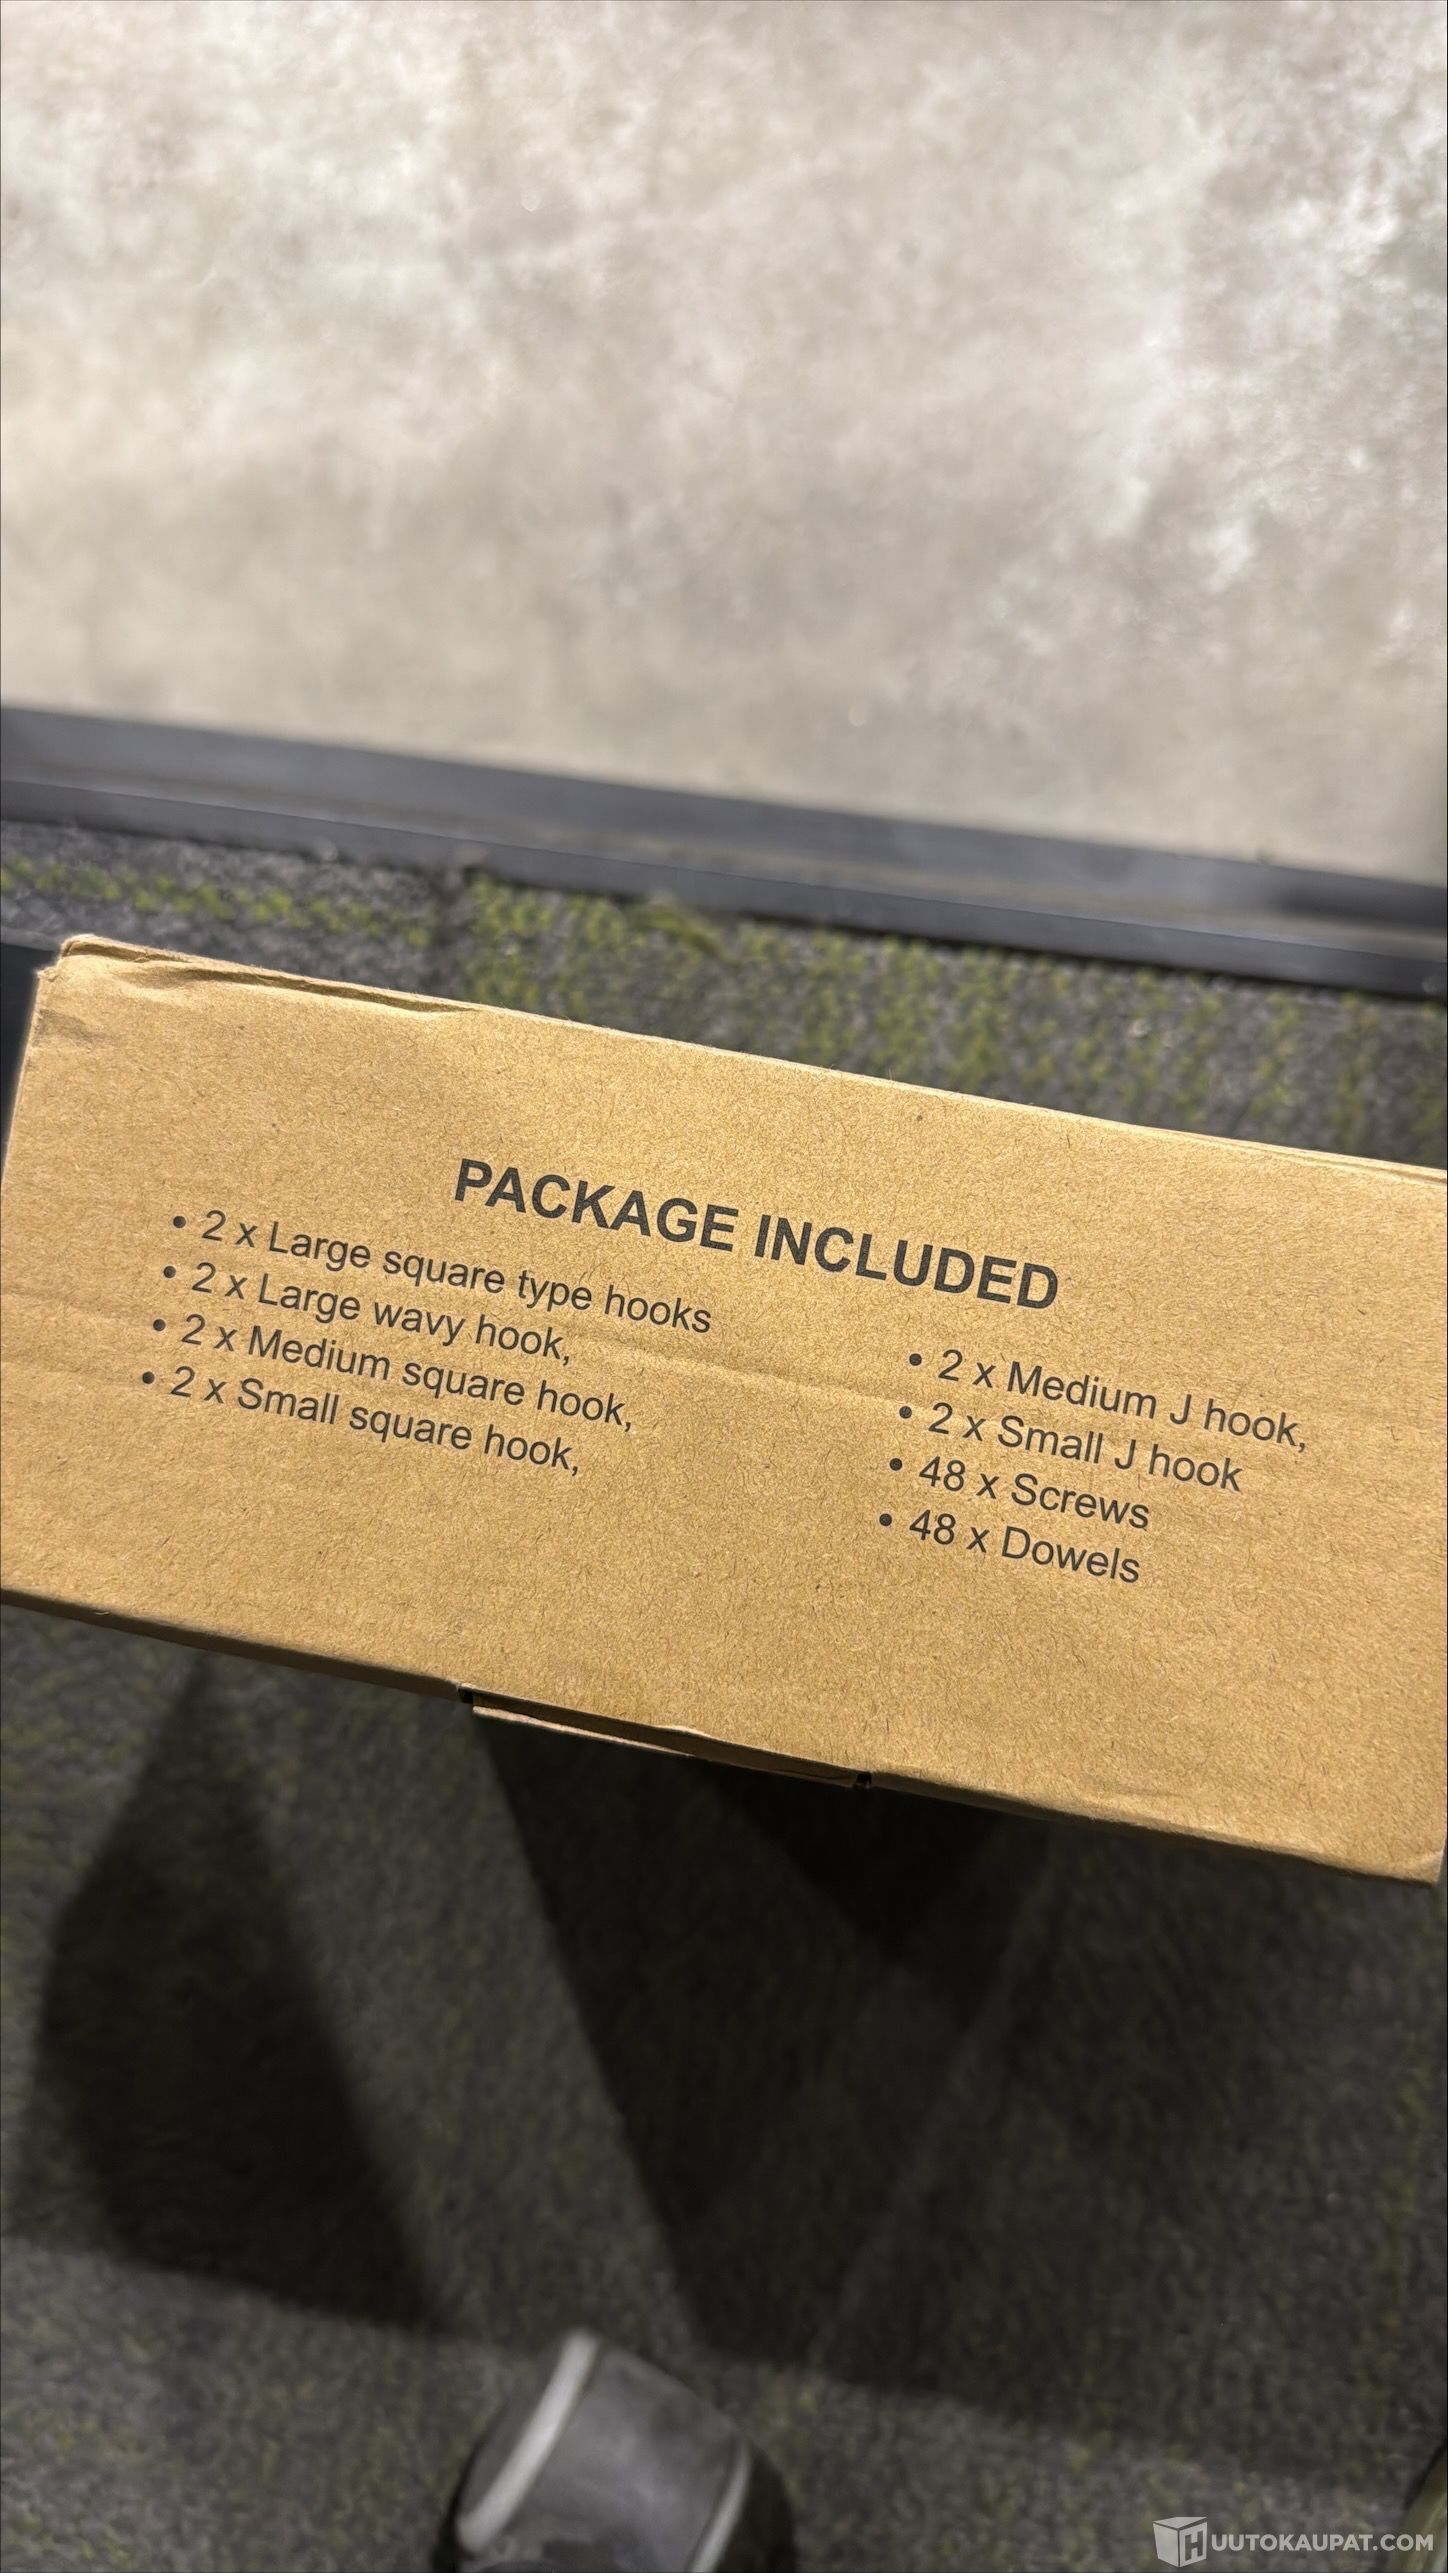 PACKAGE INCLUDED
• 2 x Large square type hooks
• 2 x Large wavy hook,
• 2 x Medium square hook,
• 2 x Small square hook,
• 2 x Medium J hook,
• 2 x Small J hook
• 48 x Screws
• 48 x Dowels
HUUTOKAUPAT.COM